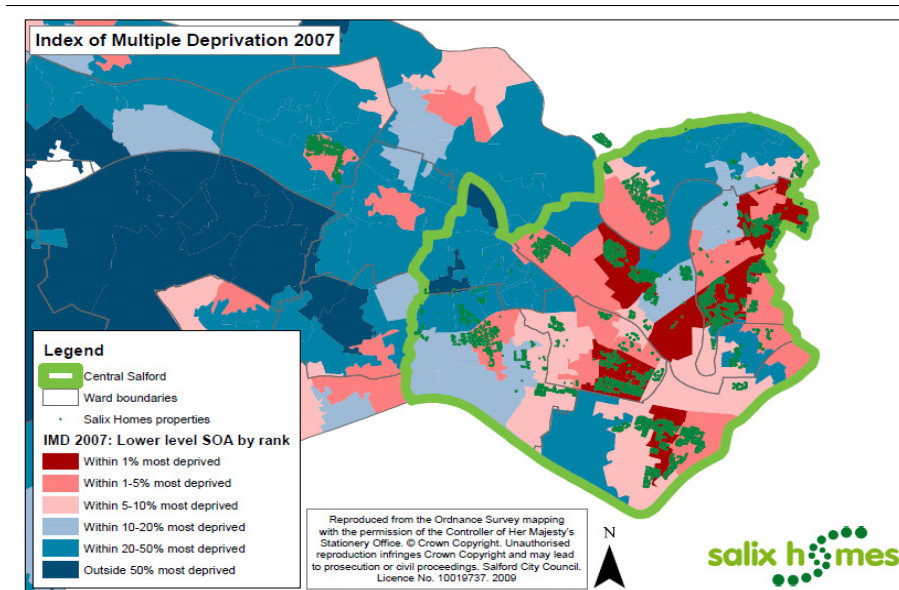 Index of Multiple Deprivation 2007
Legend
Central Salford
Ward boundaries
Salix Homes properties
IMD 2007: Lower level SOA by rank
Within 1% most deprived
Within 1-5% most deprived
Within 5-10% most deprived
Within 10-20% most deprived
Within 20-50% most deprived
Outside 50% most deprived
Reproduced from the Ordnance Survey mapping
with the permission of the Controller of Her Majesty's
Stationery Office. © Crown Copyright. Unauthorised
reproduction infringes Crown Copyright and may lead
to prosecution or civil proceedings. Salford City Council.
Licence No. 10019737. 2009
N
salix homes